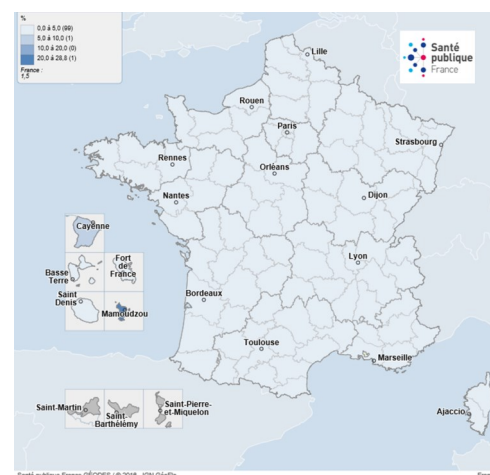 %
0,0 à 5,0 (99)
5,0 à 10,0 (1)
10,0 à 20,0 (0)
20,0 à 28,8 (1)
France :
1,5
Santé
publique
France
Lille
Rouen
Paris
Strasbourg
Rennes
Orléans
Nantes
Dijon
Cayenne
Lyon
Fort
de
France
Basse
Terre
Saint
Denis
Bordeaux
Mamoudzou
Toulouse
Marseille
Saint-Martin
Saint-
Barthélémy
Saint-Pierre-
et-Miquelon
Ajaccio